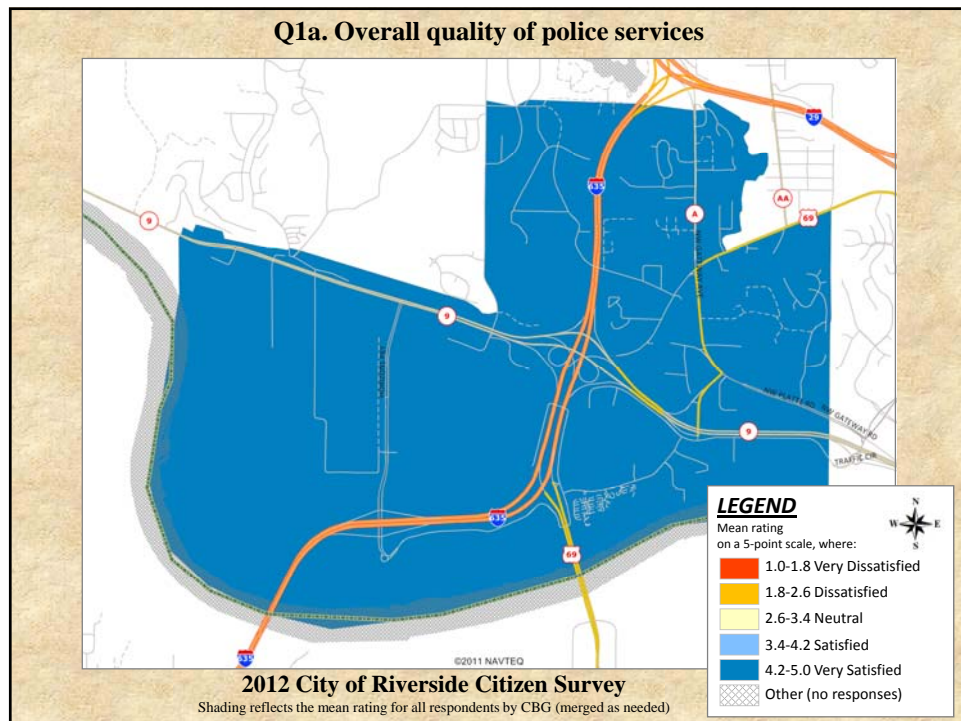 Q1a. Overall quality of police services
29
635
A
AA
69
9
9
NW PLATTE RD
NW GATEWAY RD
9
TRAFFIC CIR
635
69
635
©2011 NAVTEQ
LEGEND
Mean rating
on a 5-point scale, where:
N
W E
S
1.0-1.8 Very Dissatisfied
1.8-2.6 Dissatisfied
2.6-3.4 Neutral
3.4-4.2 Satisfied
4.2-5.0 Very Satisfied
Other (no responses)
2012 City of Riverside Citizen Survey
Shading reflects the mean rating for all respondents by CBG (merged as needed)